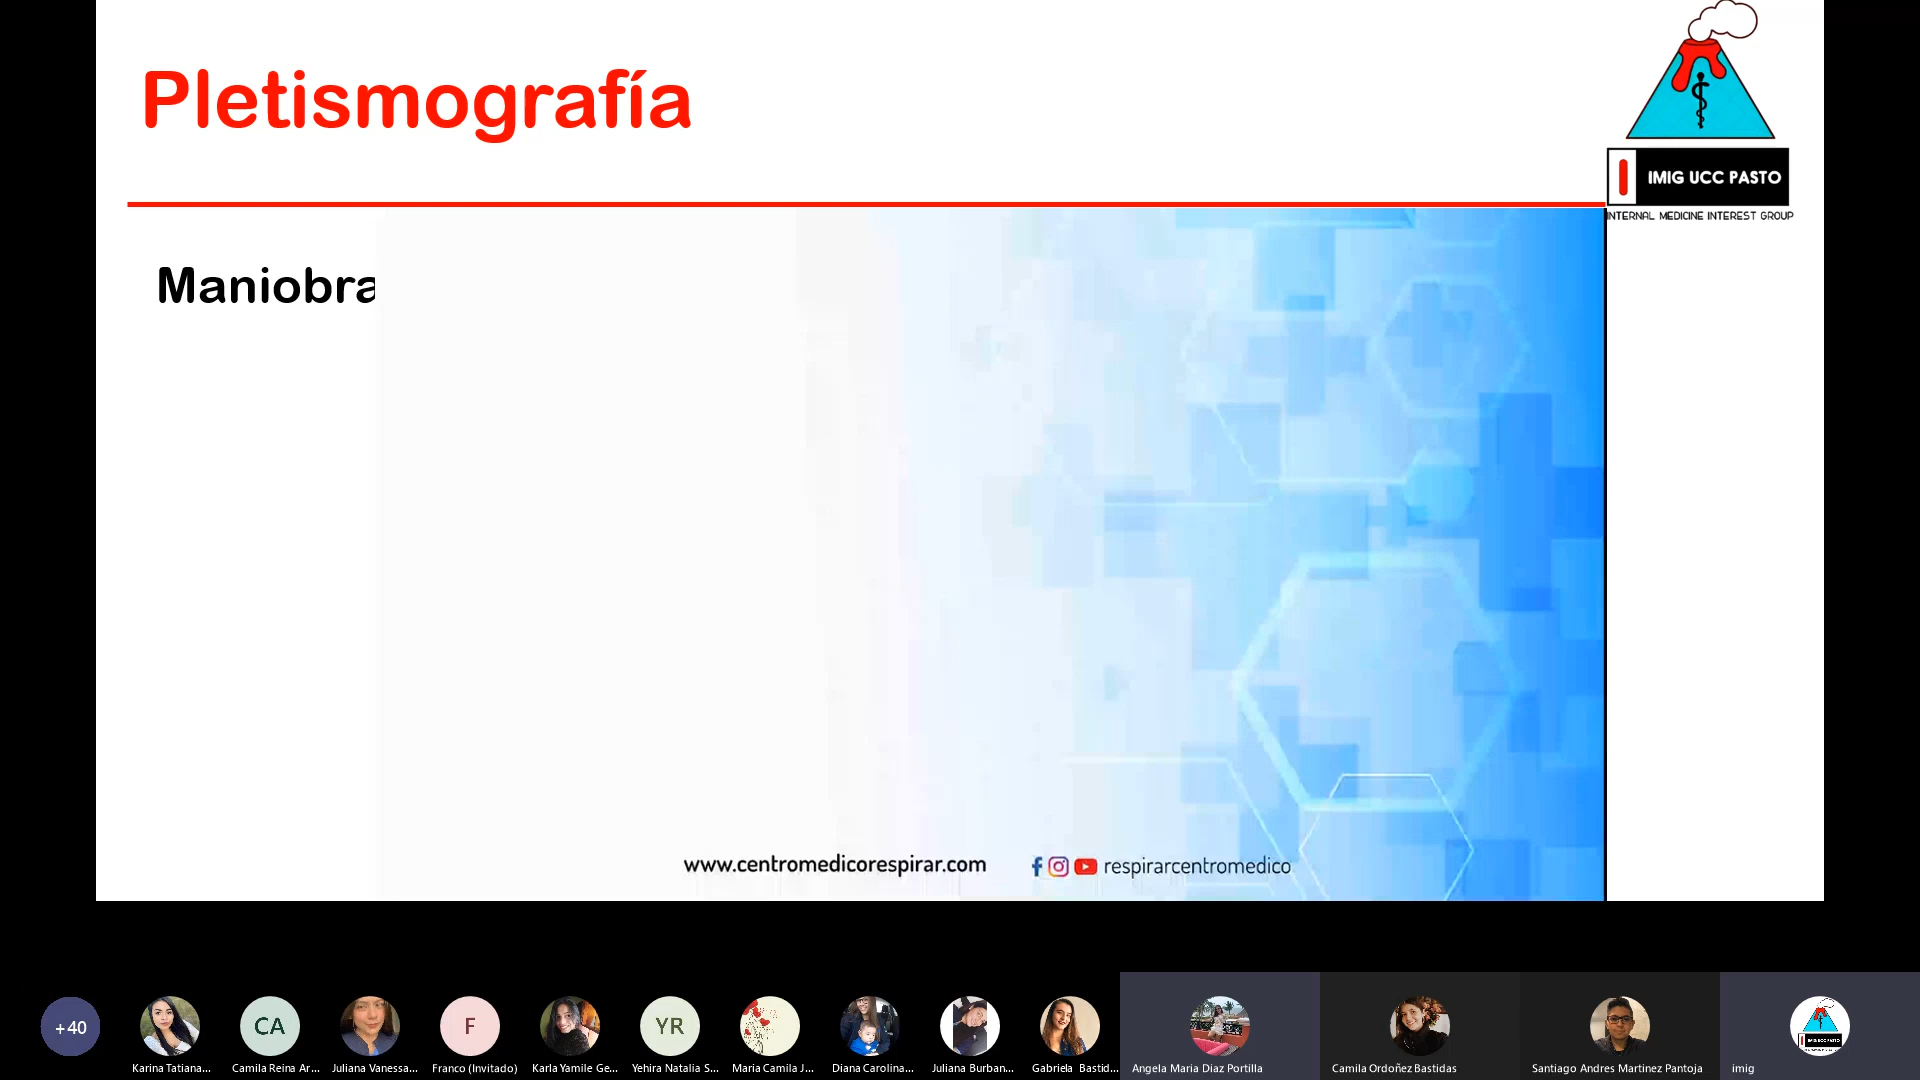 Pletismografía
IMIG UCC PASTO
INTERNAL MEDICINE INTEREST GROUP
Maniobra
www.centromedicorespirar.com
respirarcentromedico
+40
CA
F
YR
Karina Tatiana...
Camila Reina Ar...
Juliana Vanessa...
Franco (Invitado)
Karla Yamile Ge...
Yehira Natalia S...
Maria Camila J...
Diana Carolina...
Juliana Burban...
Gabriela Bastid...
Angela Maria Diaz Portilla
Camila Ordoñez Bastidas
Santiago Andres Martinez Pantoja
imig